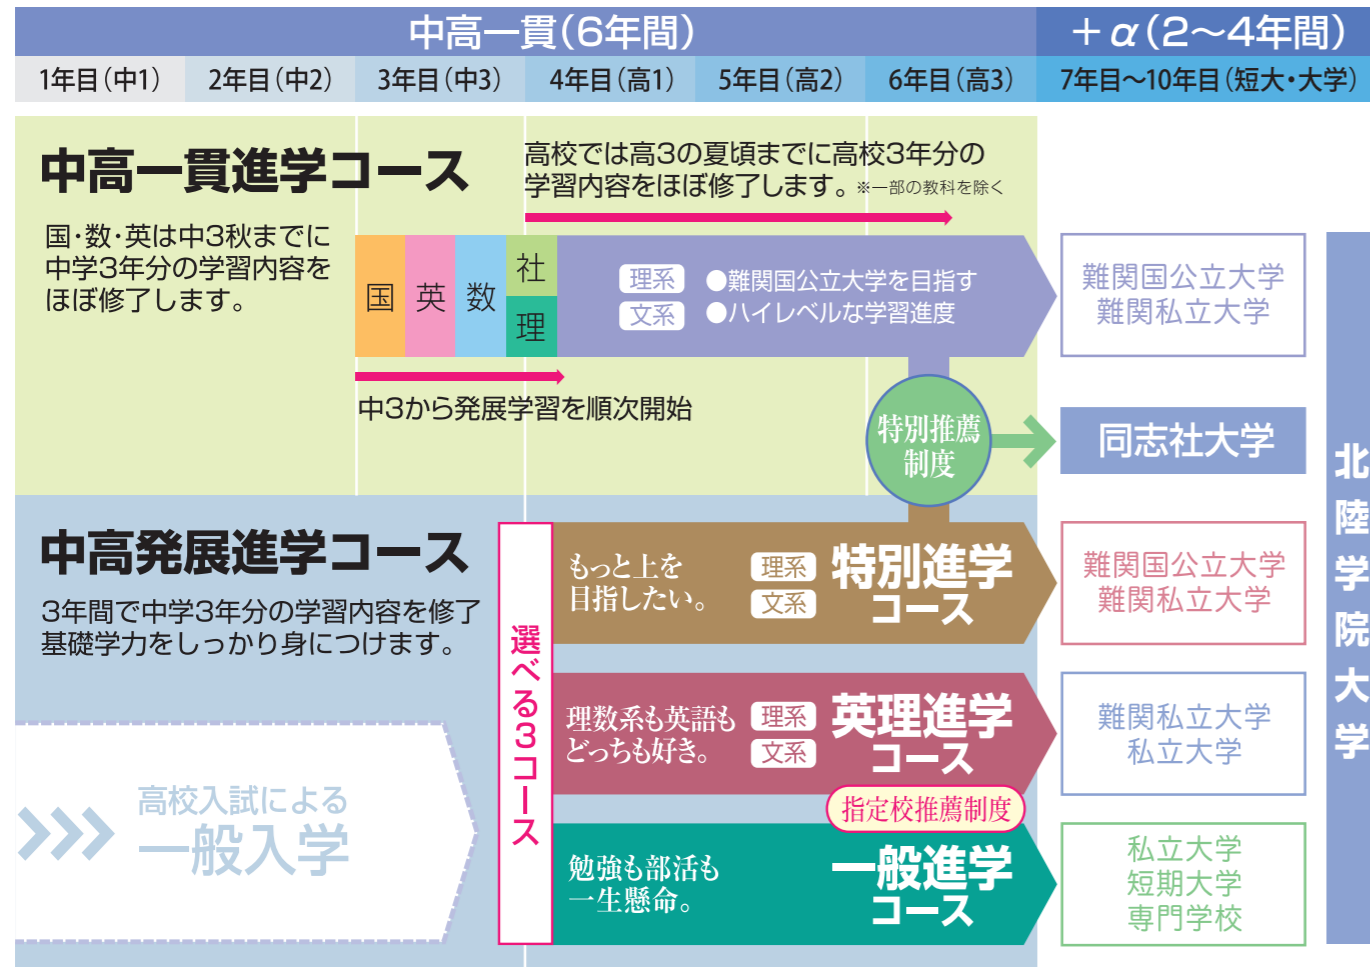 中高一貫(6年間)
+α(2～4年間)
1年目(中1)
2年目(中2)
3年目(中3)
4年目(高1)
5年目(高2)
6年目(高3)
7年目～10年目(短大・大学)
中高一貫進学コース
国・数・英は中3秋までに
中学3年分の学習内容を
ほぼ修了します。
高校では高3の夏頃までに高校3年分の
学習内容をほぼ修了します。※一部の教科を除く
国
英
数
社
理
理系
●難関国公立大学を目指す
文系
●ハイレベルな学習進度
中3から発展学習を順次開始
難関国公立大学
難関私立大学
特別推薦
制度
同志社大学
中高発展進学コース
3年間で中学3年分の学習内容を修了
基礎学力をしっかり身につけます。
高校入試による
一般入学
選べる3コース
もっと上を
目指したい。
理系
文系
特別進学
コース
難関国公立大学
難関私立大学
理数系も英語も
どっちも好き。
理系
文系
英理進学
コース
難関私立大学
私立大学
指定校推薦制度
勉強も部活も
一生懸命。
一般進学
コース
私立大学
短期大学
専門学校
北陸学院大学